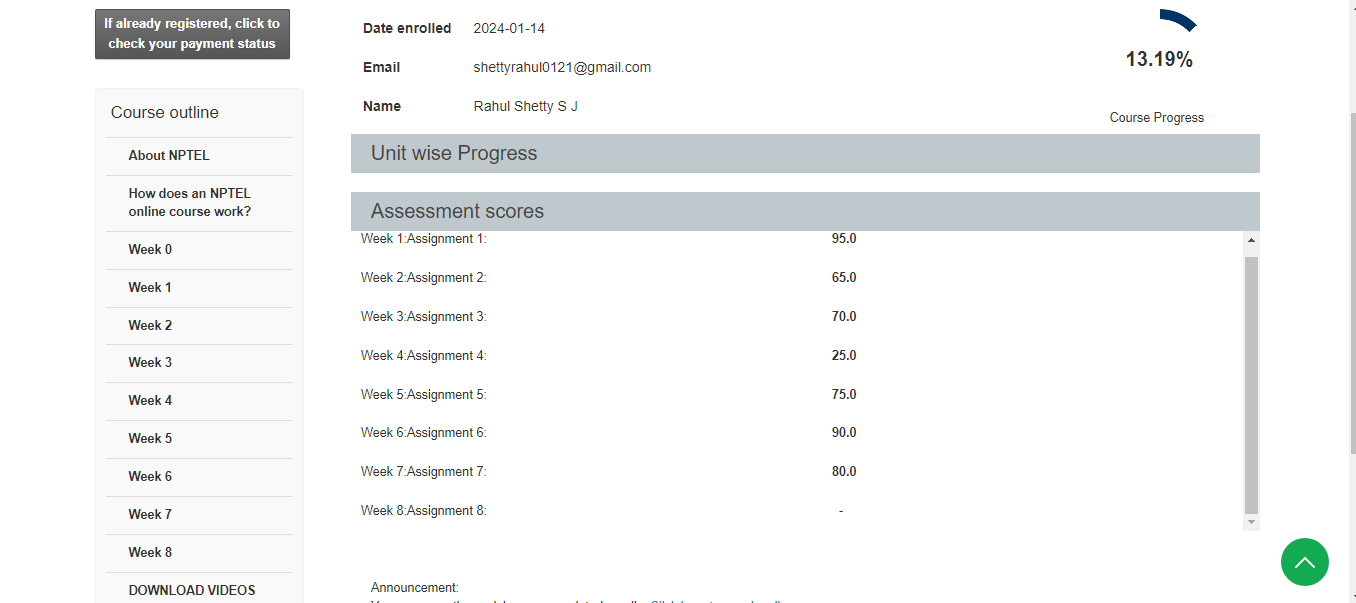 If already registered, click to
check your payment status
Course outline
About NPTEL
How does an NPTEL
online course work?
Week 0
Week 1
Week 2
Week 3
Week 4
Week 5
Week 6
Week 7
Week 8
DOWNLOAD VIDEOS
Date enrolled 2024-01-14
Email shettyrahul0121@gmail.com
Name Rahul Shetty S J
13.19%
Course Progress
Unit wise Progress
Assessment scores
Week 1:Assignment 1: 95.0
Week 2:Assignment 2: 65.0
Week 3:Assignment 3: 70.0
Week 4:Assignment 4: 25.0
Week 5:Assignment 5: 75.0
Week 6:Assignment 6: 90.0
Week 7:Assignment 7: 80.0
Week 8:Assignment 8: -
Announcement: